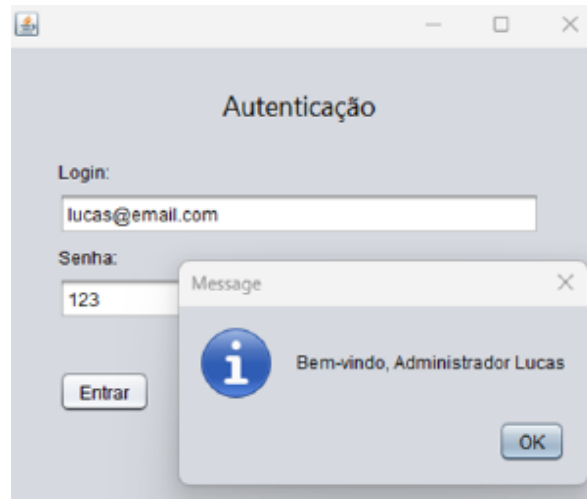 Autenticação
Login:
lucas@email.com
Senha:
123
Message
Bem-vindo, Administrador Lucas
Entrar
OK